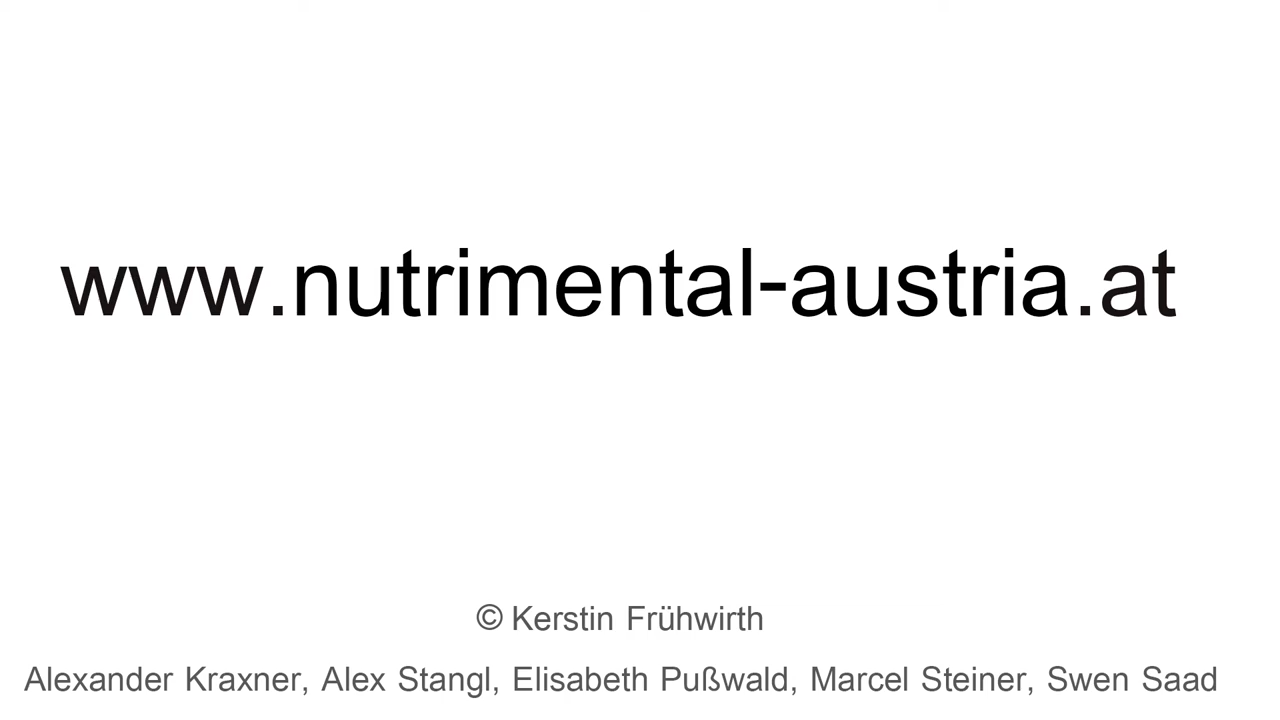 www.nutrimental-austria.at
© Kerstin Frühwirth
Alexander Kraxner, Alex Stangl, Elisabeth Pußwald, Marcel Steiner, Swen Saad